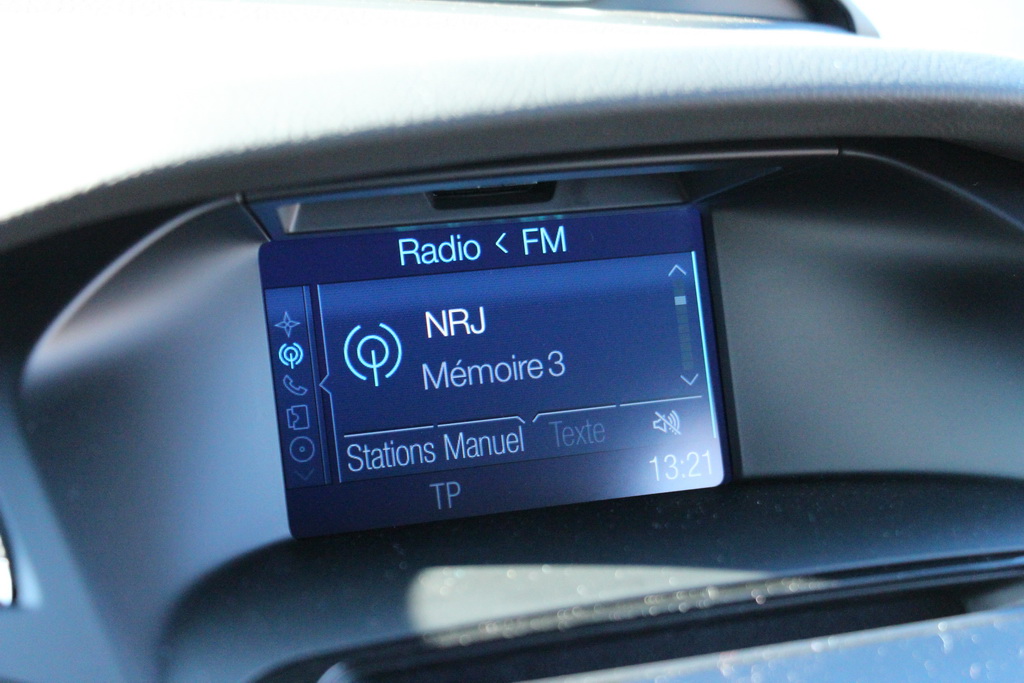 Radio < FM
NRJ
Mémoire 3
Stations Manuel Texte
13:21
TP